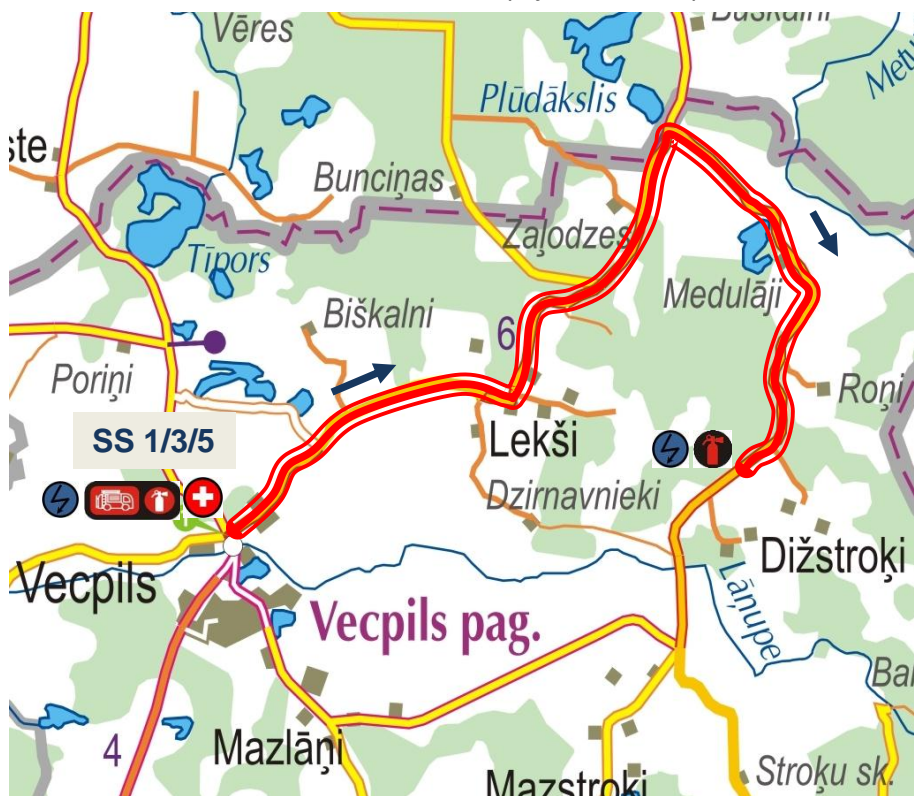 Vēres
Plūdākslis
Bunciņas
Zaļodzes
Tīpors
Medulāji
Biškalni
6
Poriņi
Roņi
SS 1/3/5
Lekši
Dzirnavnieki
Dižstroķi
Vecpils
Lāņupe
Vecpils pag.
4
Mazlāņi
Mazstroķi
Stroķu sk.